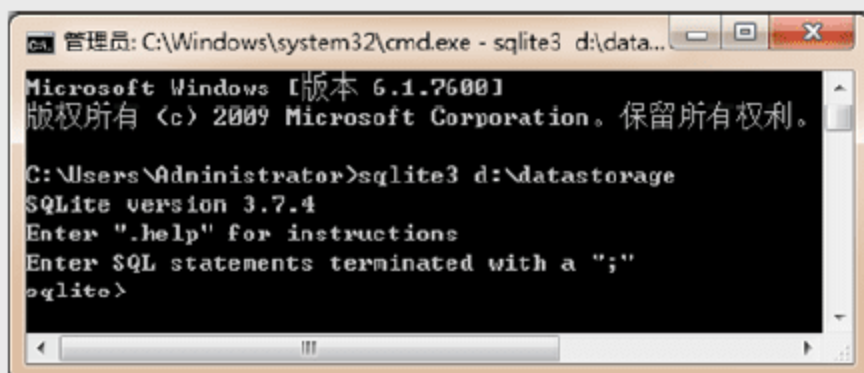 管理员: C:\Windows\system32\cmd.exe - sqlite3 d:\data...
Microsoft Windows [版本 6.1.7600]
版权所有 (c) 2009 Microsoft Corporation。保留所有权利。
C:\Users\Administrator>sqlite3 d:\datastorage
SQLite version 3.7.4
Enter ".help" for instructions
Enter SQL statements terminated with a ";"
sqlite>